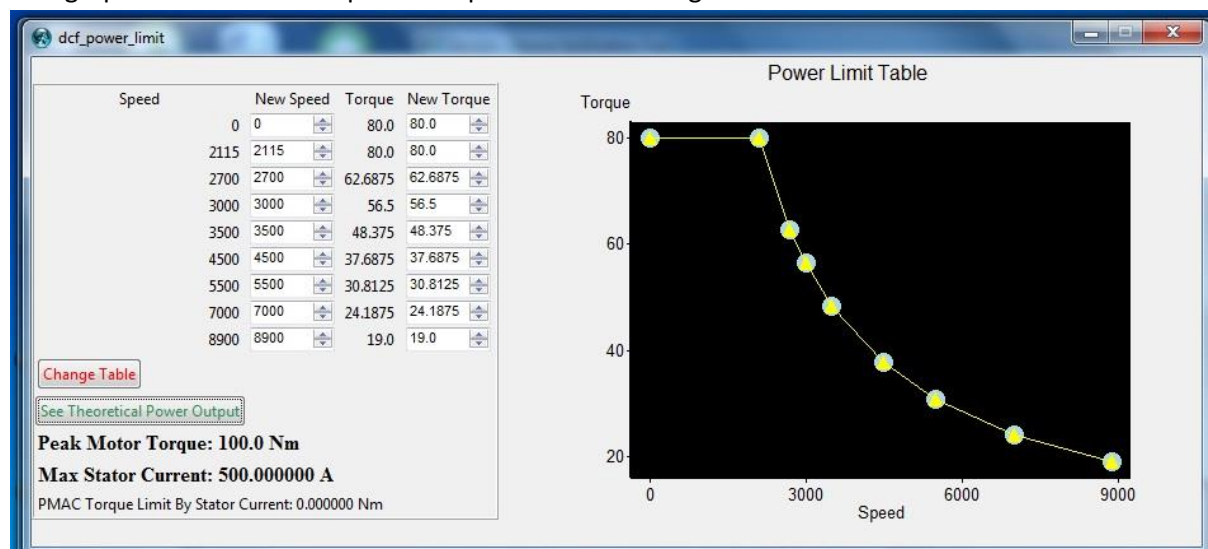 dcf_power_limit
Power Limit Table
Speed New Speed Torque New Torque
0 0 80.0 80.0
2115 2115 80.0 80.0
2700 2700 62.6875 62.6875
3000 3000 56.5 56.5
3500 3500 48.375 48.375
4500 4500 37.6875 37.6875
5500 5500 30.8125 30.8125
7000 7000 24.1875 24.1875
8900 8900 19.0 19.0
Change Table
See Theoretical Power Output
Peak Motor Torque: 100.0 Nm
Max Stator Current: 500.000000 A
PMAC Torque Limit By Stator Current: 0.000000 Nm
Torque
80
60
40
20
0 3000 6000 9000
Speed